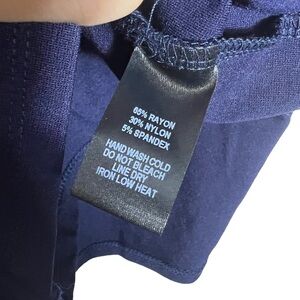 65% RAYON
30% NYLON
5% SPANDEX
HAND WASH COLD
DO NOT BLEACH
LINE DRY
IRON LOW HEAT